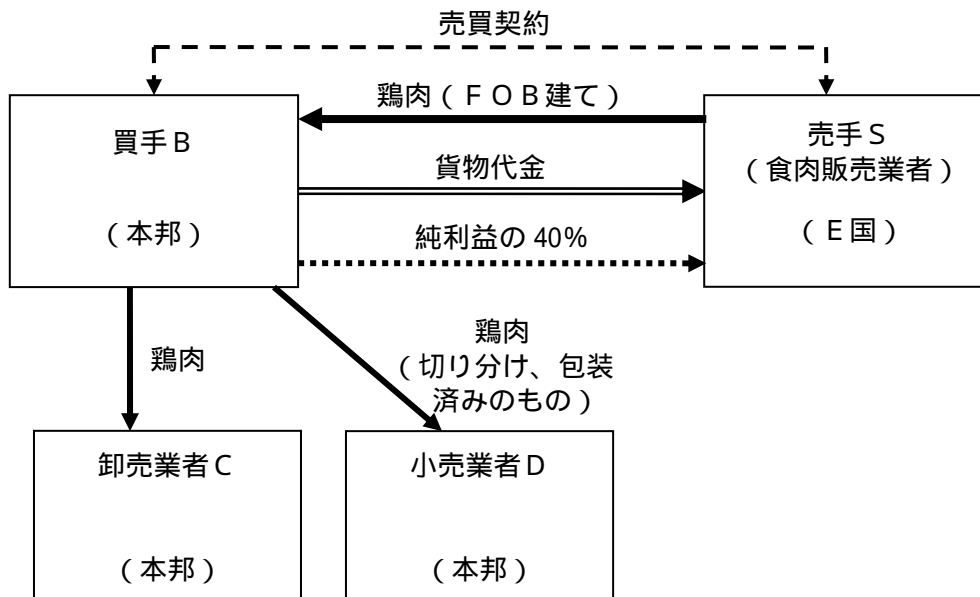 売買契約
鶏肉（ＦＯＢ建て）
買手Ｂ
（本邦）
売手Ｓ
（食肉販売業者）
（Ｅ国）
貨物代金
純利益の 40%
鶏肉
鶏肉
（切り分け、包装
済みのもの）
卸売業者Ｃ
（本邦）
小売業者Ｄ
（本邦）